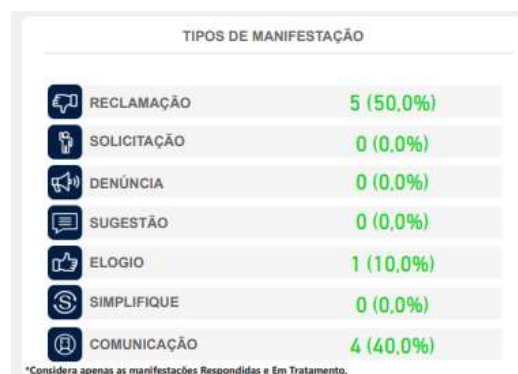 TIPOS DE MANIFESTAÇÃO
RECLAMAÇÃO 5 (50,0%)
SOLICITAÇÃO 0 (0,0%)
DENÚNCIA 0 (0,0%)
SUGESTÃO 0 (0,0%)
ELOGIO 1 (10,0%)
SIMPLIFIQUE 0 (0,0%)
COMUNICAÇÃO 4 (40,0%)
*Considera apenas as manifestações Respondidas e Em Tratamento.